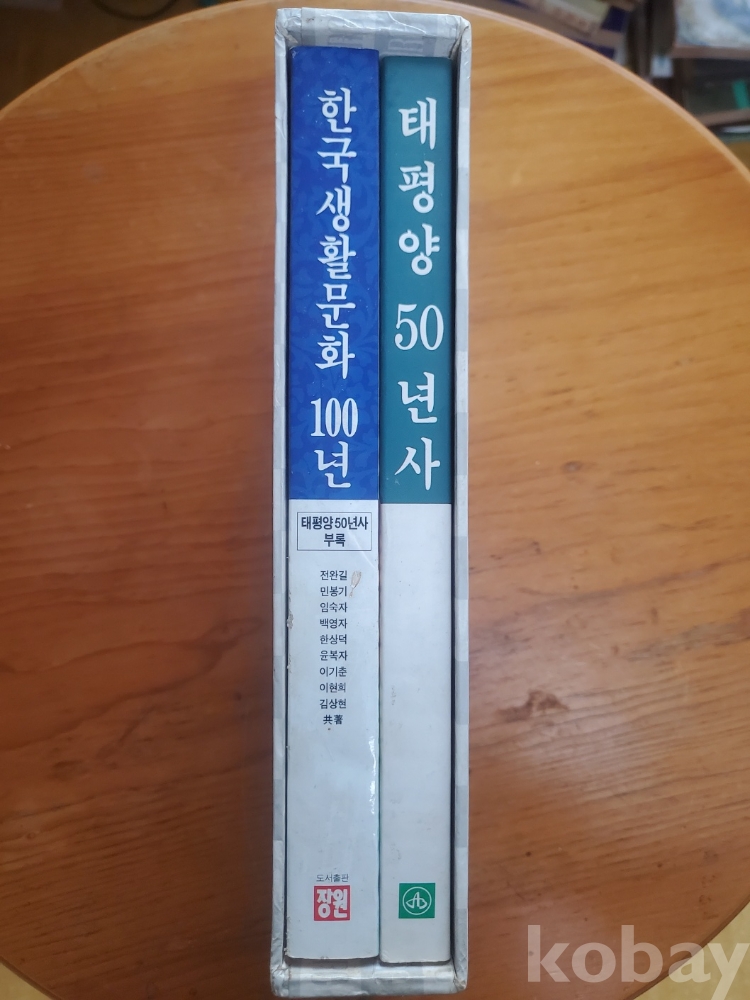 한국생활문화 100년
태평양50년사
부록
전완길
민봉기
임숙자
백영자
한상덕
윤복자
이기춘
이현희
김상현
共著
도서출판
장원
태평양 50년사
kobay